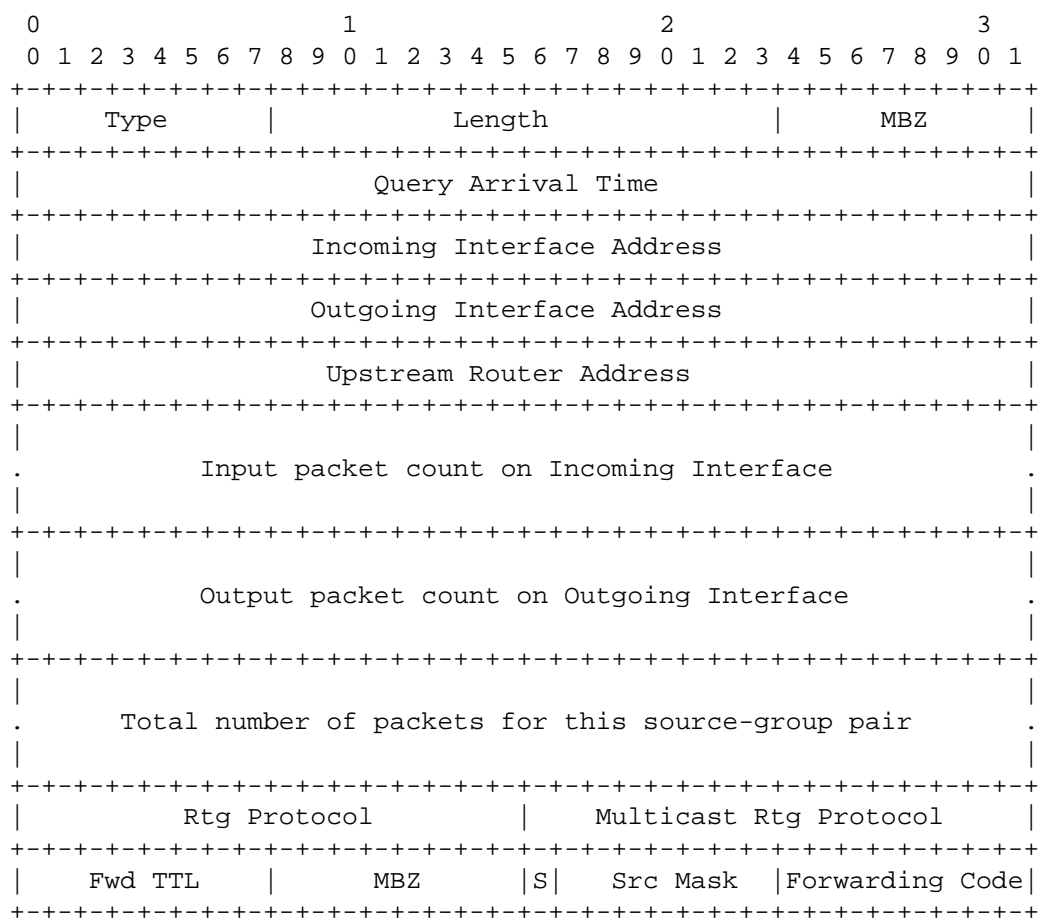 0                   1                   2                   3
 0 1 2 3 4 5 6 7 8 9 0 1 2 3 4 5 6 7 8 9 0 1 2 3 4 5 6 7 8 9 0 1
+-+-+-+-+-+-+-+-+-+-+-+-+-+-+-+-+-+-+-+-+-+-+-+-+-+-+-+-+-+-+-+-+
|     Type      |           Length              |      MBZ      |
+-+-+-+-+-+-+-+-+-+-+-+-+-+-+-+-+-+-+-+-+-+-+-+-+-+-+-+-+-+-+-+-+
|                      Query Arrival Time                       |
+-+-+-+-+-+-+-+-+-+-+-+-+-+-+-+-+-+-+-+-+-+-+-+-+-+-+-+-+-+-+-+-+
|                  Incoming Interface Address                   |
+-+-+-+-+-+-+-+-+-+-+-+-+-+-+-+-+-+-+-+-+-+-+-+-+-+-+-+-+-+-+-+-+
|                  Outgoing Interface Address                   |
+-+-+-+-+-+-+-+-+-+-+-+-+-+-+-+-+-+-+-+-+-+-+-+-+-+-+-+-+-+-+-+-+
|                   Upstream Router Address                     |
+-+-+-+-+-+-+-+-+-+-+-+-+-+-+-+-+-+-+-+-+-+-+-+-+-+-+-+-+-+-+-+-+
|                                                               |
.           Input packet count on Incoming Interface            .
|                                                               |
+-+-+-+-+-+-+-+-+-+-+-+-+-+-+-+-+-+-+-+-+-+-+-+-+-+-+-+-+-+-+-+-+
|                                                               |
.           Output packet count on Outgoing Interface           .
|                                                               |
+-+-+-+-+-+-+-+-+-+-+-+-+-+-+-+-+-+-+-+-+-+-+-+-+-+-+-+-+-+-+-+-+
|                                                               |
.      Total number of packets for this source-group pair       .
|                                                               |
+-+-+-+-+-+-+-+-+-+-+-+-+-+-+-+-+-+-+-+-+-+-+-+-+-+-+-+-+-+-+-+-+
|          Rtg Protocol         |    Multicast Rtg Protocol     |
+-+-+-+-+-+-+-+-+-+-+-+-+-+-+-+-+-+-+-+-+-+-+-+-+-+-+-+-+-+-+-+-+
|    Fwd TTL    |      MBZ      |S|   Src Mask  |Forwarding Code|
+-+-+-+-+-+-+-+-+-+-+-+-+-+-+-+-+-+-+-+-+-+-+-+-+-+-+-+-+-+-+-+-+